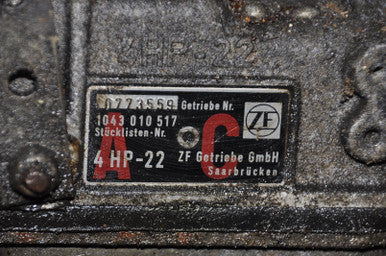 4HP-22
0773559 Getriebe Nr.
1043 010 517
Stücklisten-Nr.
ZF
A C
4 HP-22 ZF Getriebe GmbH
Saarbrücken